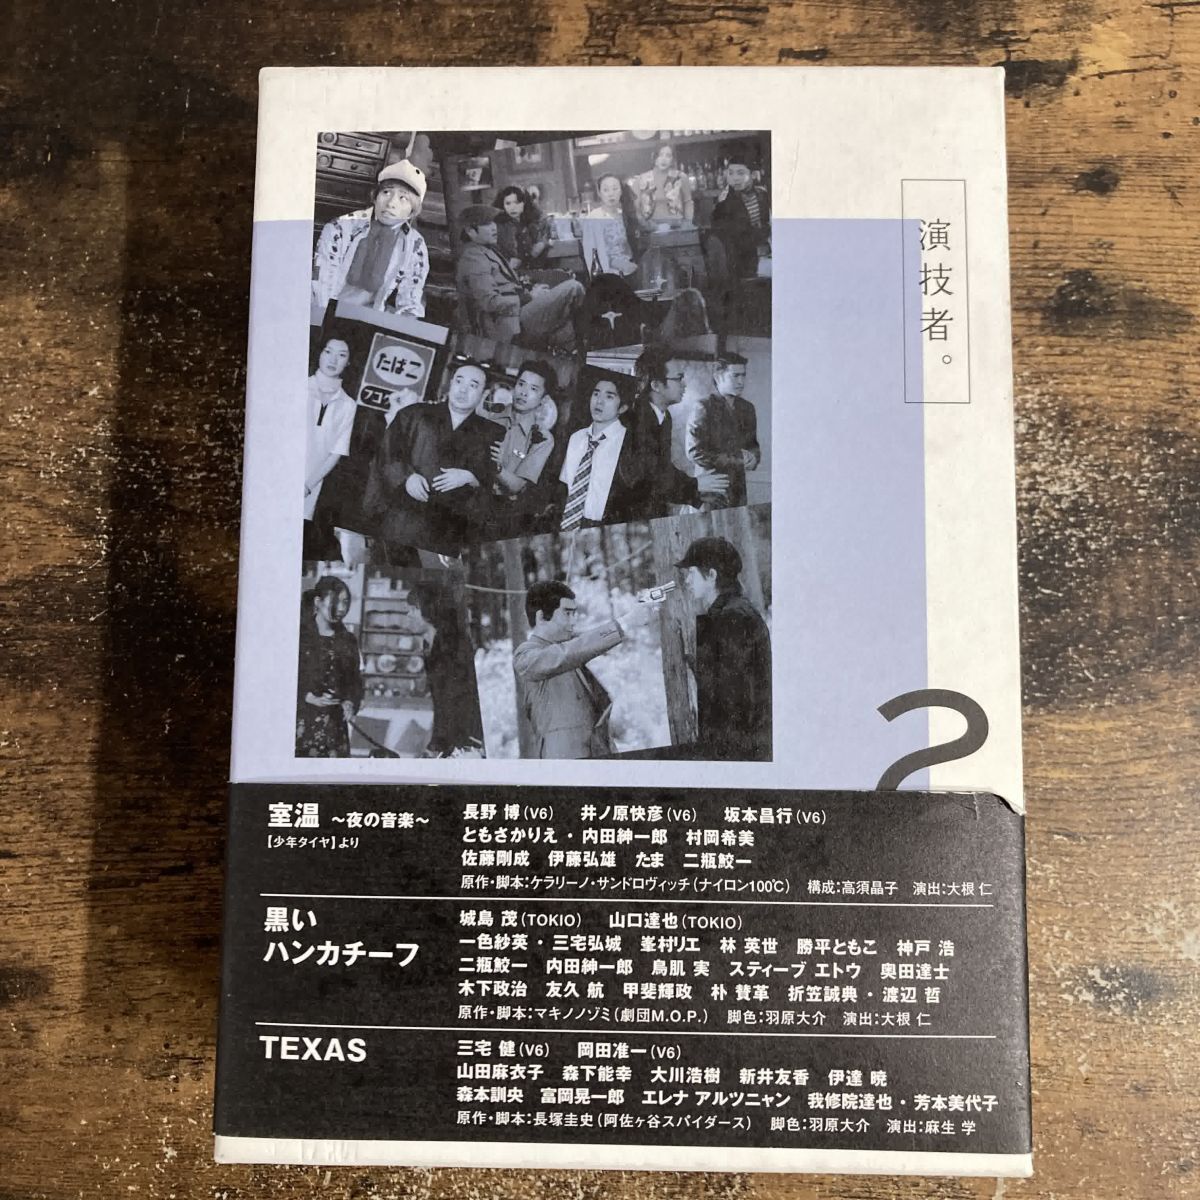 演技者。
たばこ
2
室温 ～夜の音楽～
【少年タイヤ】より
長野 博（V6） 井ノ原快彦（V6） 坂本昌行（V6）
ともさかりえ・内田紳一郎 村岡希美
佐藤剛成 伊藤弘雄 たま 二瓶鮫一
原作・脚本：ケラリーノ・サンドロヴィッチ（ナイロン100℃） 構成：高須晶子 演出：大根 仁
黒い
ハンカチーフ
城島 茂（TOKIO） 山口達也（TOKIO）
一色紗英・三宅弘城 峯村リエ 林 英世 勝平ともこ 神戸 浩
二瓶鮫一 内田紳一郎 鳥肌 実 スティーブ エトウ 奥田達士
木下政治 友久 航 甲斐輝政 朴 賛革 折笠誠典・渡辺 哲
原作・脚本：マキノノゾミ（劇団M.O.P.） 脚色：羽原大介 演出：大根 仁
TEXAS
三宅 健（V6） 岡田准一（V6）
山田麻衣子 森下能幸 大川浩樹 新井友香 伊達 暁
森本訓央 富岡晃一郎 エレナ アルツニャン 我修院達也・芳本美代子
原作・脚本：長塚圭史（阿佐ヶ谷スパイダース） 脚色：羽原大介 演出：麻生 学